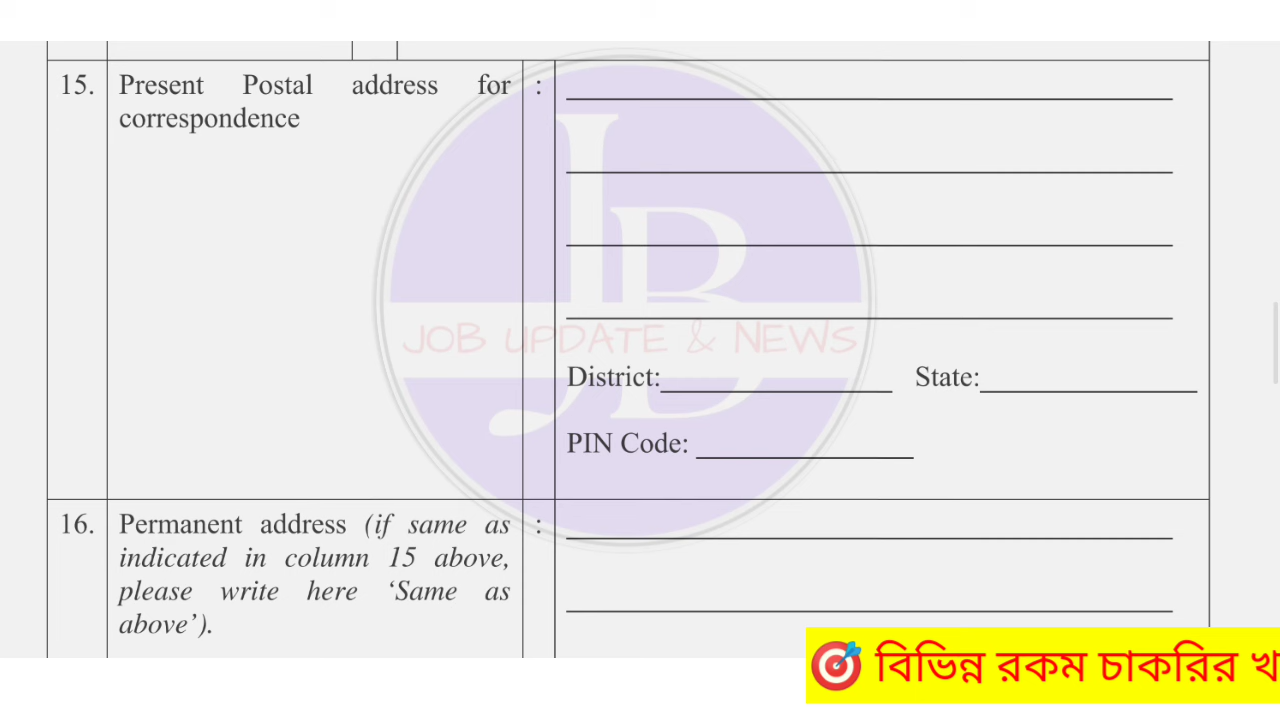 15. Present Postal address for :
correspondence
JB
JOB UPDATE & NEWS
District: State:
PIN Code:
16. Permanent address (if same as :
indicated in column 15 above,
please write here ‘Same as
above’).
🎯 বিভিন্ন রকম চাকরির খ